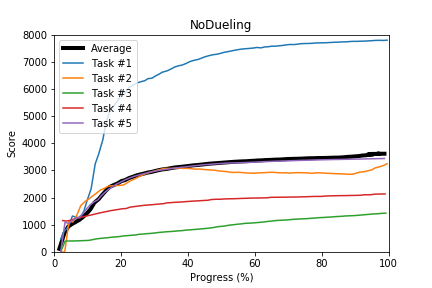 NoDueling
8000
7000
6000
5000
4000
3000
2000
1000
0
Score
Average
Task #1
Task #2
Task #3
Task #4
Task #5
0 20 40 60 80 100
Progress (%)